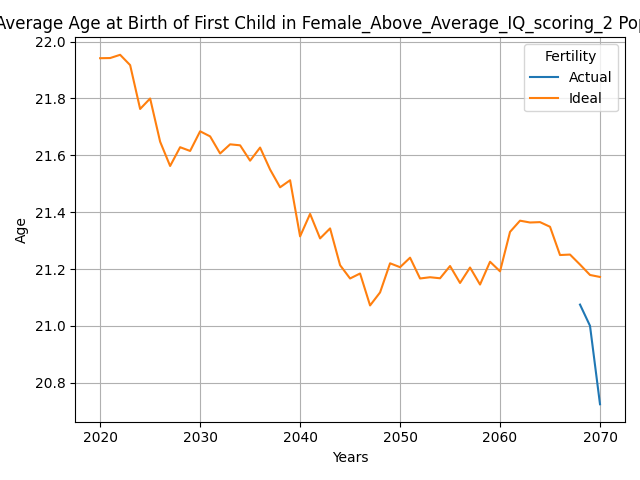 Average Age at Birth of First Child in Female_Above_Average_IQ_scoring_2 Pop
Fertility
Actual
Ideal
22.0
21.8
21.6
21.4
21.2
21.0
20.8
Age
2020 2030 2040 2050 2060 2070
Years